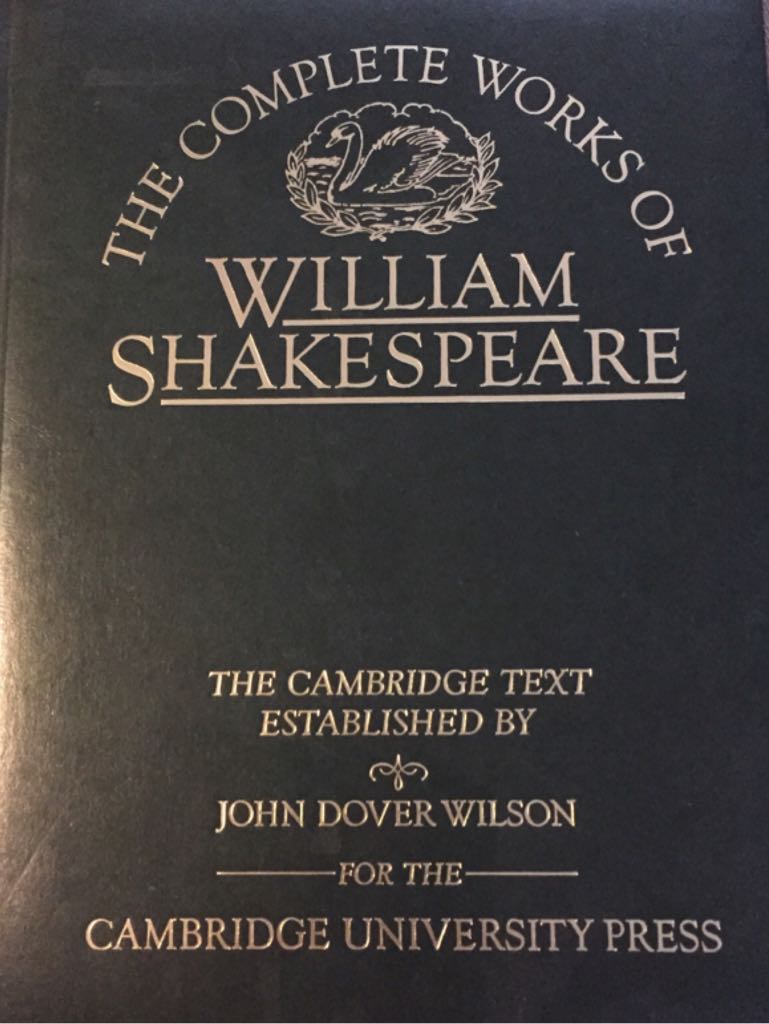 THE COMPLETE WORKS OF
WILLIAM
SHAKESPEARE
THE CAMBRIDGE TEXT
ESTABLISHED BY
JOHN DOVER WILSON
FOR THE
CAMBRIDGE UNIVERSITY PRESS